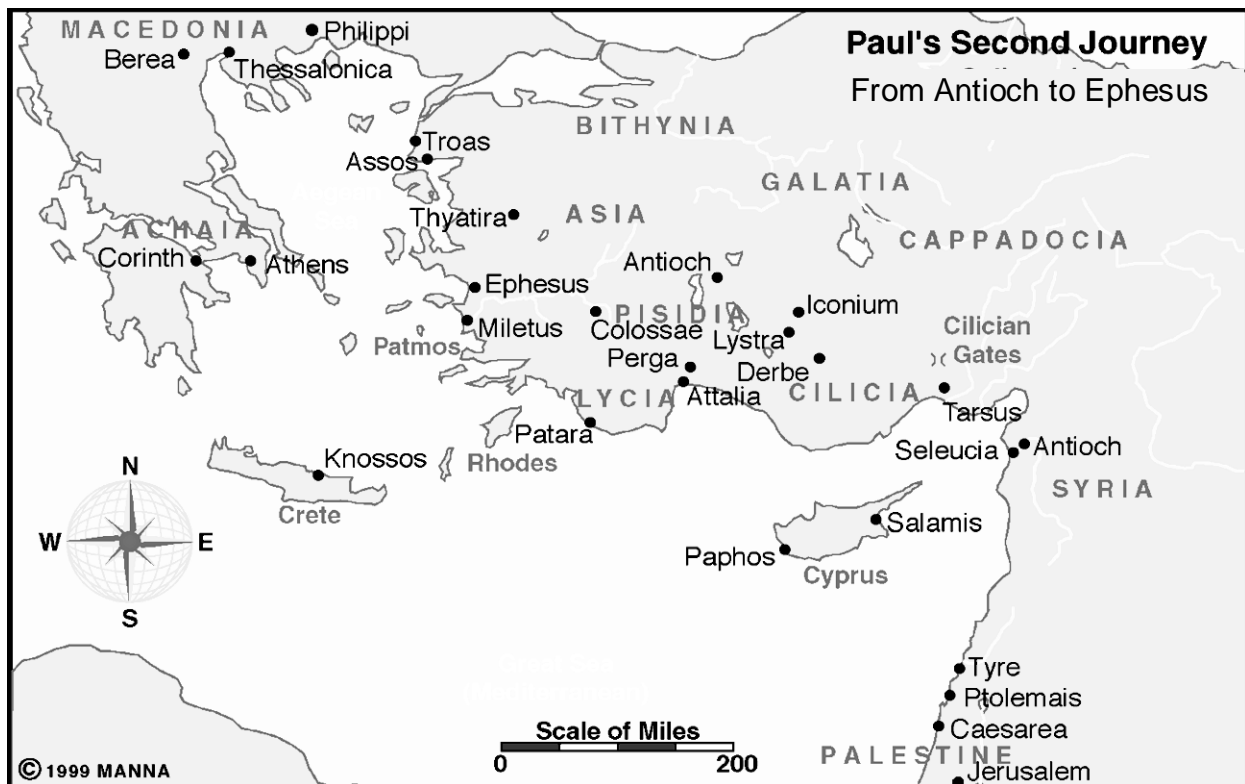 MACEDONIA
Philippi
Berea
Thessalonica
Paul's Second Journey
From Antioch to Ephesus
BITHYNIA
Troas
Assos
GALATIA
Thyatira
ASIA
ACHAIA
CAPPADOCIA
Corinth
Athens
Antioch
Ephesus
PISIDIA
Iconium
Miletus
Colossae
Lystra
Cilician
Gates
Patmos
Perga
Derbe
LYCIA
Attalia
CILICIA
Tarsus
Patara
Seleucia
Antioch
Knossos
Rhodes
SYRIA
Crete
N
W
E
S
Salamis
Paphos
Cyprus
Great Sea
(Mediterranean)
Tyre
Ptolemais
Caesarea
Scale of Miles
0
200
PALESTINE
Jerusalem
© 1999 MANNA